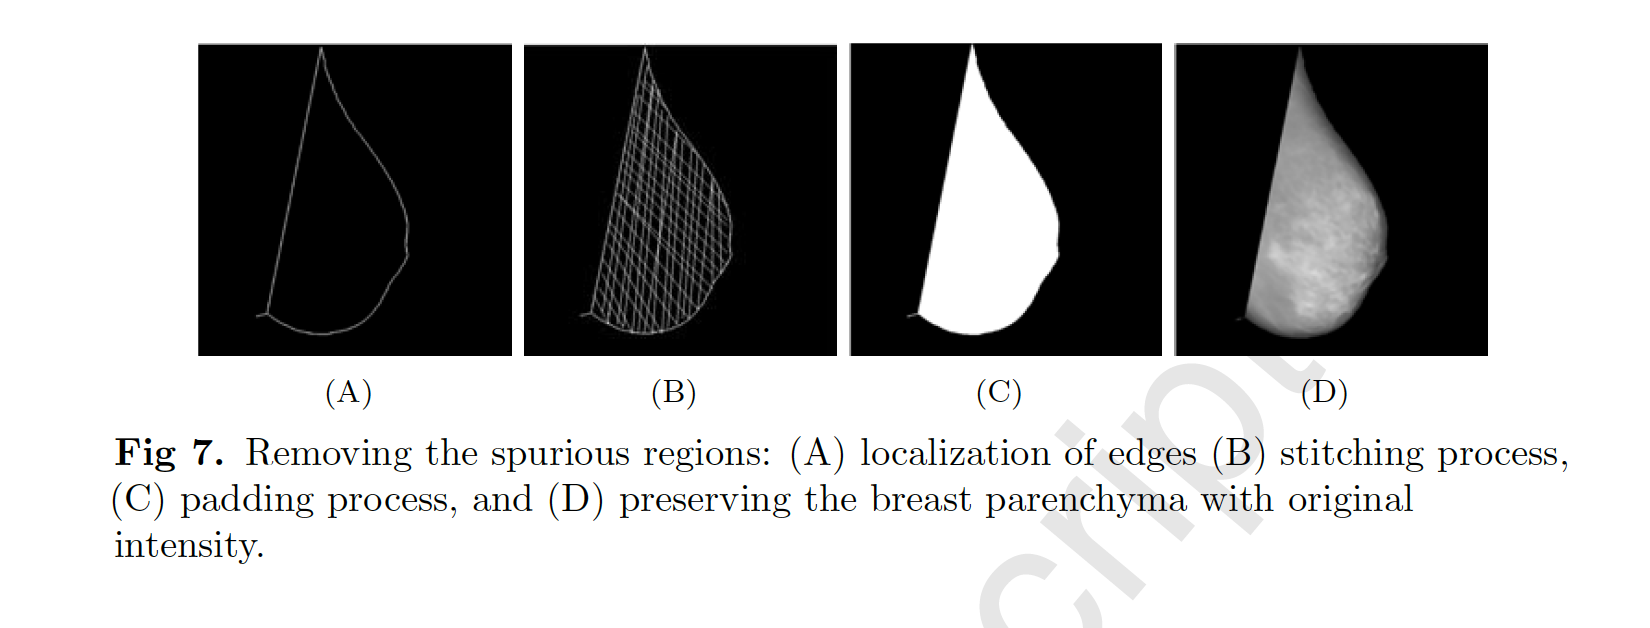 (A) (B) (C) (D)
Fig 7. Removing the spurious regions: (A) localization of edges (B) stitching process,
(C) padding process, and (D) preserving the breast parenchyma with original
intensity.
cript